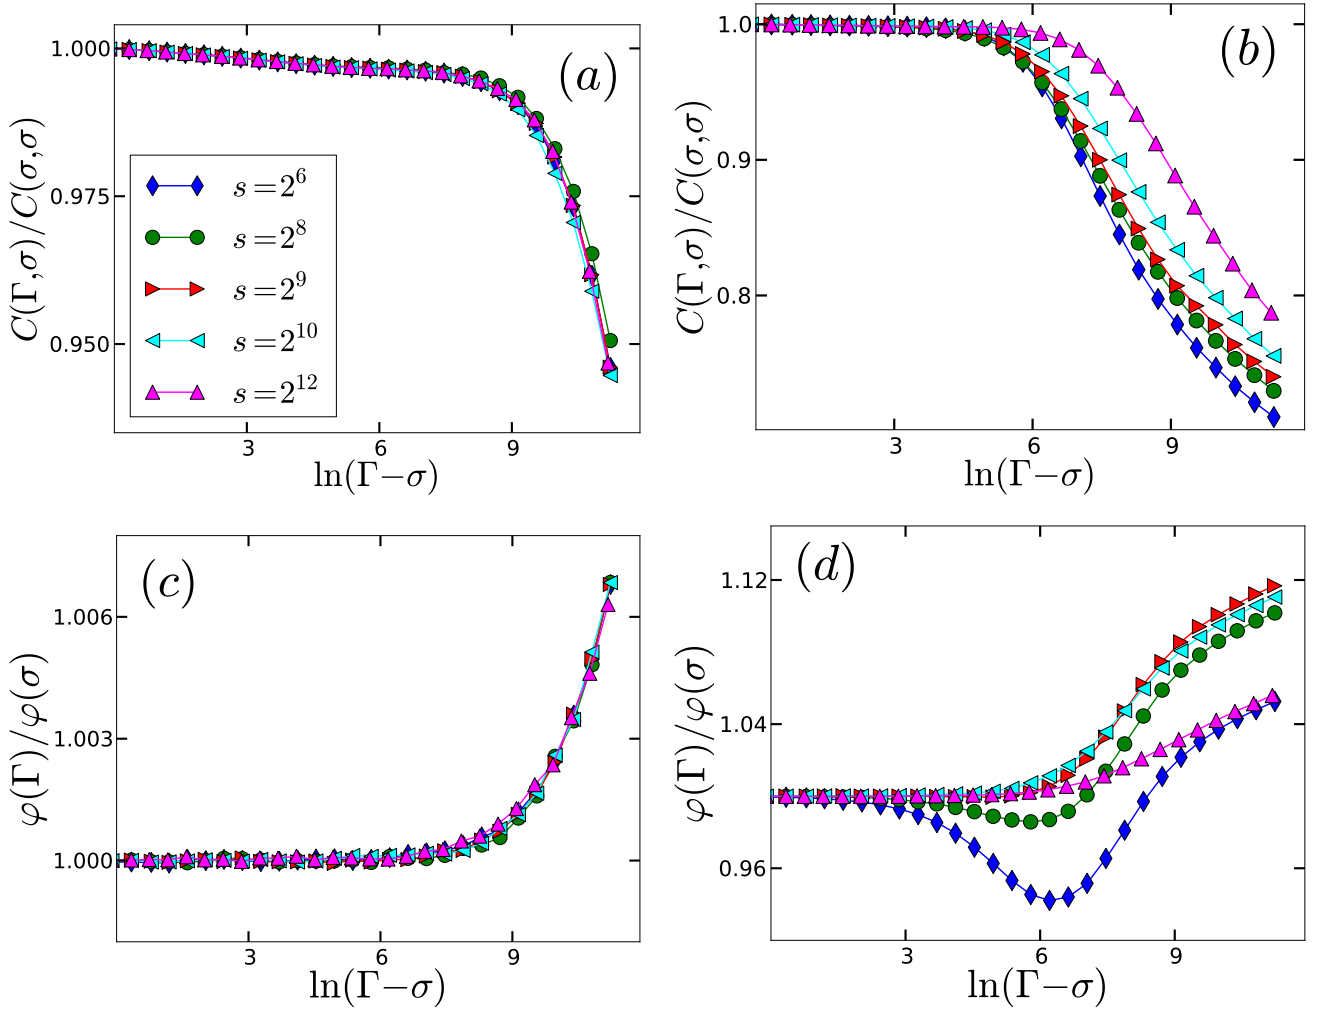 (a)
C(Γ,σ)/C(σ,σ)
1.000
0.975
0.950
s=2^6
s=2^8
s=2^9
s=2^10
s=2^12
3 6 9
ln(Γ−σ)
(b)
C(Γ,σ)/C(σ,σ)
1.0
0.9
0.8
3 6 9
ln(Γ−σ)
(c)
φ(Γ)/φ(σ)
1.006
1.003
1.000
3 6 9
ln(Γ−σ)
(d)
φ(Γ)/φ(σ)
1.12
1.04
0.96
3 6 9
ln(Γ−σ)